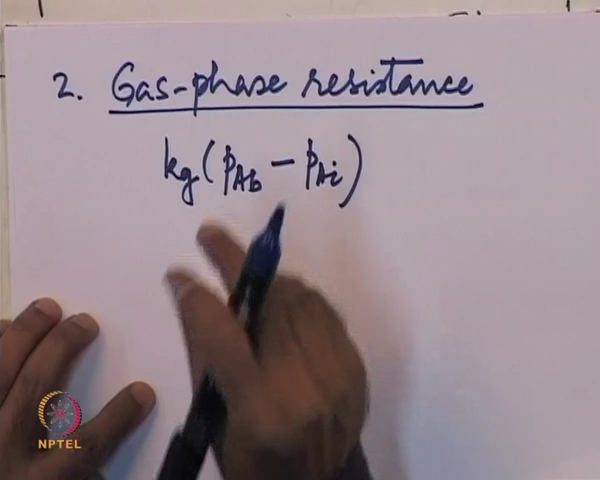 2. Gas-phase resistance
kg (pAb - pAi)
NPTEL